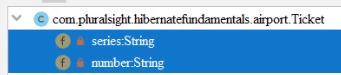 C com.pluralsight.hibernatefundamentals.airport.Ticket
f series:String
f number:String